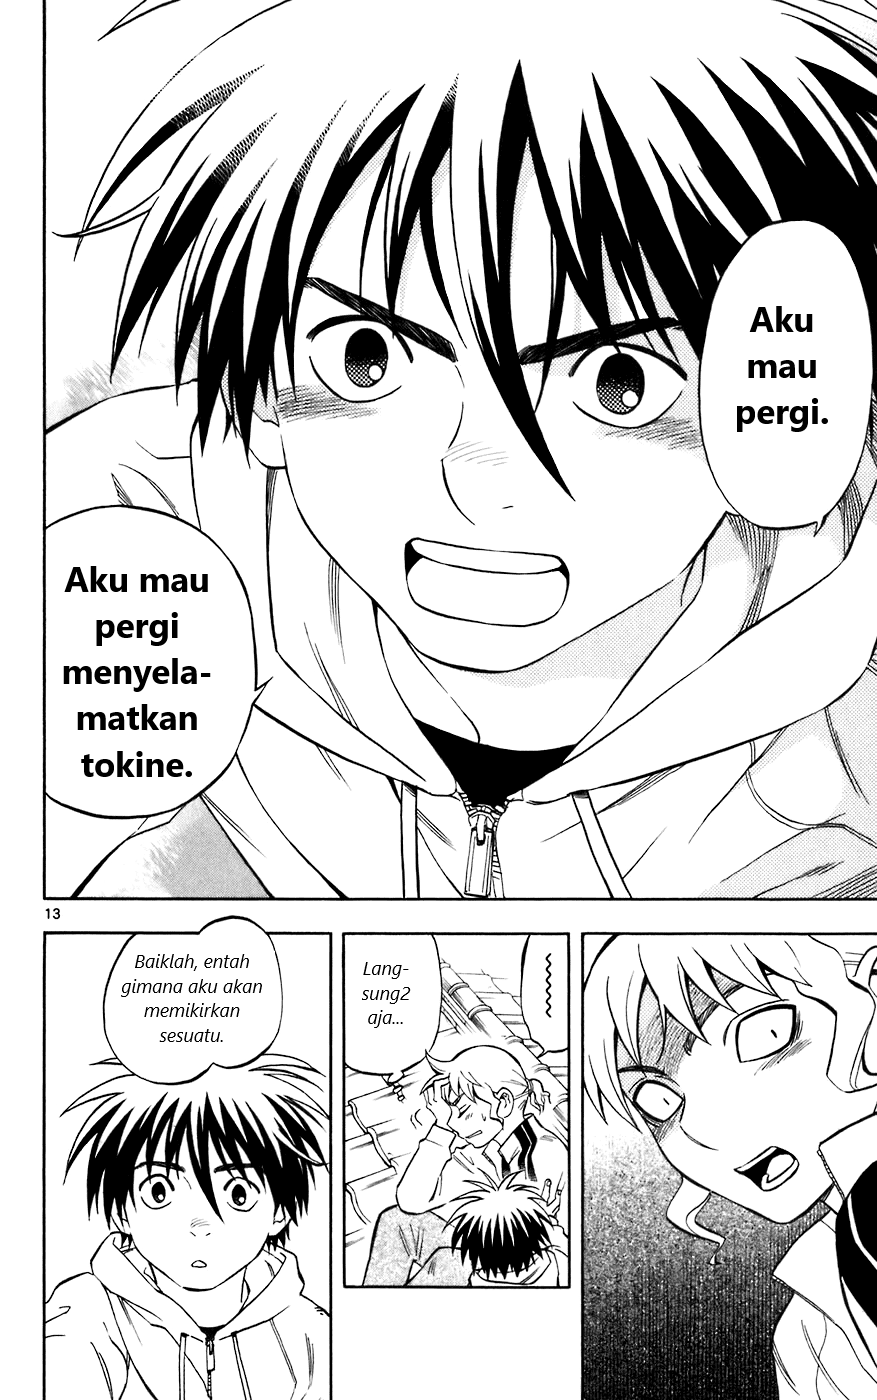 Aku
mau
pergi.
Aku mau
pergi
menyela-
matkan
tokine.
13
Lang-
sung2
aja...
Baiklah, entah
gimana aku akan
memikirkan
sesuatu.